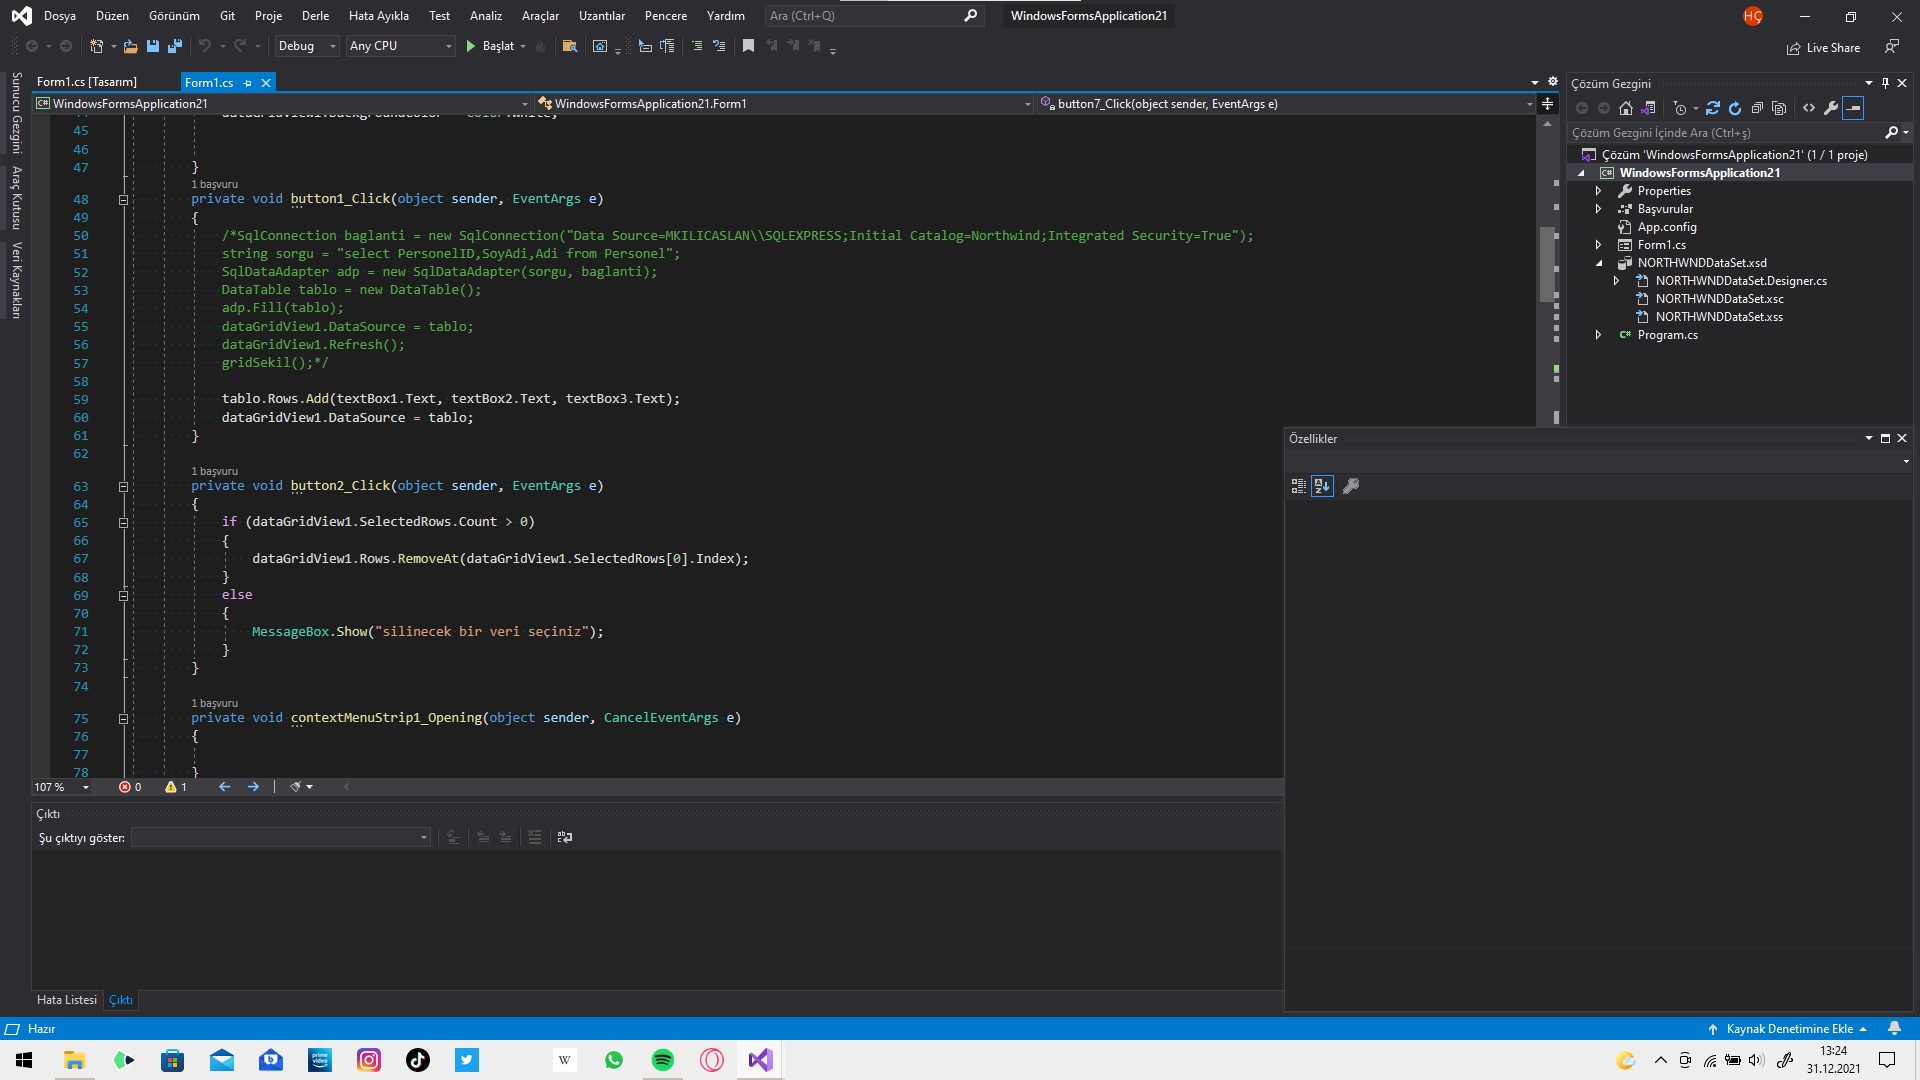 Dosya Düzen Görünüm Git Proje Derle Hata Ayıkla Test Analiz Araçlar Uzantılar Pencere Yardım Ara (Ctrl+Q) WindowsFormsApplication21 HÇ
Debug Any CPU Başlat Live Share
Sunucu Gezgini
Araç Kutusu
Veri Kaynakları
Form1.cs [Tasarım] Form1.cs
WindowsFormsApplication21 WindowsFormsApplication21.Form1 button7_Click(object sender, EventArgs e)
45
46
47 }
1 başvuru
48 private void button1_Click(object sender, EventArgs e)
49 {
50 /*SqlConnection baglanti = new SqlConnection("Data Source=MKILICASLAN\\SQLEXPRESS;Initial Catalog=Northwind;Integrated Security=True");
51 string sorgu = "select PersonelID,SoyAdi,Adi from Personel";
52 SqlDataAdapter adp = new SqlDataAdapter(sorgu, baglanti);
53 DataTable tablo = new DataTable();
54 adp.Fill(tablo);
55 dataGridView1.DataSource = tablo;
56 dataGridView1.Refresh();
57 gridSekil();*/
58
59 tablo.Rows.Add(textBox1.Text, textBox2.Text, textBox3.Text);
60 dataGridView1.DataSource = tablo;
61 }
62
1 başvuru
63 private void button2_Click(object sender, EventArgs e)
64 {
65 if (dataGridView1.SelectedRows.Count > 0)
66 {
67 dataGridView1.Rows.RemoveAt(dataGridView1.SelectedRows[0].Index);
68 }
69 else
70 {
71 MessageBox.Show("silinecek bir veri seçiniz");
72 }
73 }
74
1 başvuru
75 private void contextMenuStrip1_Opening(object sender, CancelEventArgs e)
76 {
77
78 }
107 % 0 1
Çıktı
Şu çıktıyı göster:
Hata Listesi Çıktı
Çözüm Gezgini
Çözüm Gezgini İçinde Ara (Ctrl+ş)
Çözüm 'WindowsFormsApplication21' (1 / 1 proje)
WindowsFormsApplication21
Properties
Başvurular
App.config
Form1.cs
NORTHWNDDataSet.xsd
NORTHWNDDataSet.Designer.cs
NORTHWNDDataSet.xsc
NORTHWNDDataSet.xss
Program.cs
Özellikler
Hazır Kaynak Denetimine Ekle
prime video
W
13:24
31.12.2021